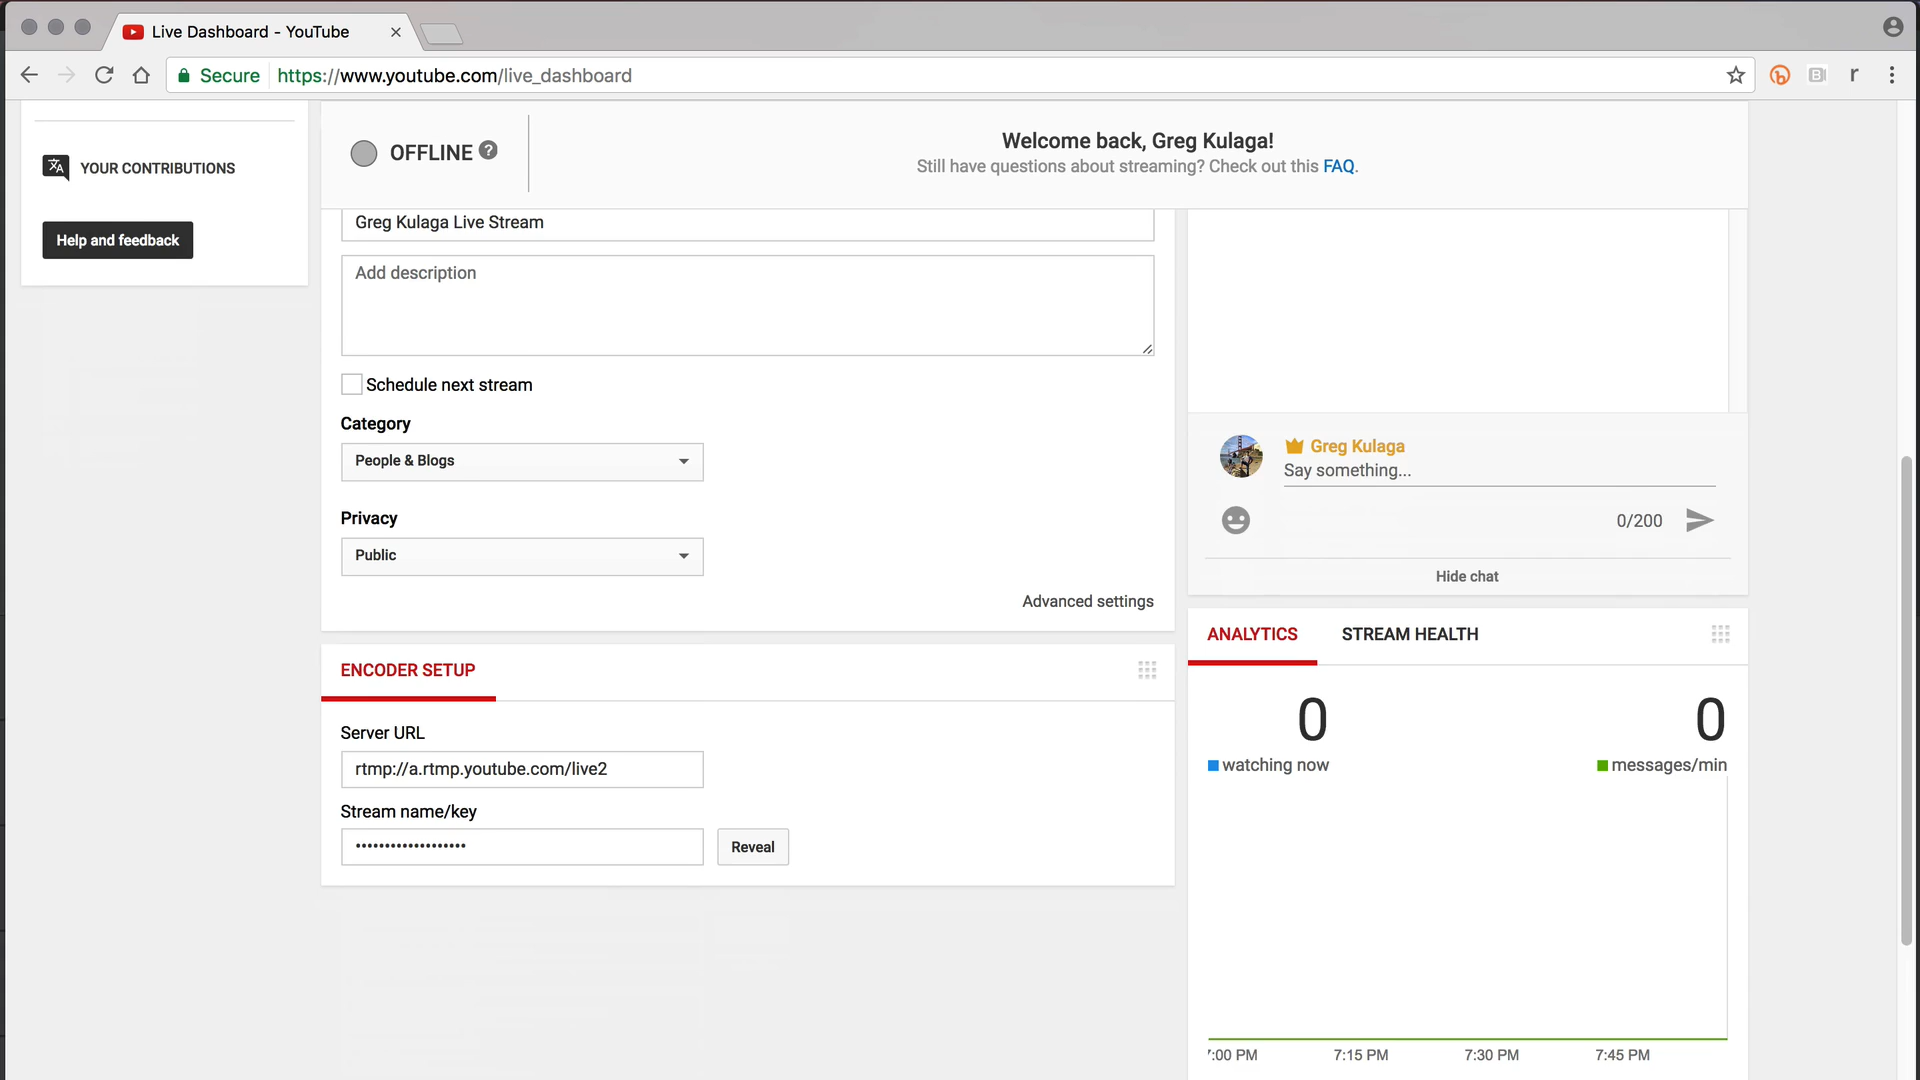 Live Dashboard - YouTube
Secure
https://www.youtube.com/live_dashboard
r
YOUR CONTRIBUTIONS
Help and feedback
OFFLINE ?
Welcome back, Greg Kulaga!
Still have questions about streaming? Check out this FAQ.
Greg Kulaga Live Stream
Add description
Schedule next stream
Category
People & Blogs
Privacy
Public
Advanced settings
ENCODER SETUP
Server URL
rtmp://a.rtmp.youtube.com/live2
Stream name/key
•••••••••••••••••••
Reveal
Greg Kulaga
Say something...
0/200
Hide chat
ANALYTICS
STREAM HEALTH
0
0
watching now
messages/min
7:00 PM
7:15 PM
7:30 PM
7:45 PM